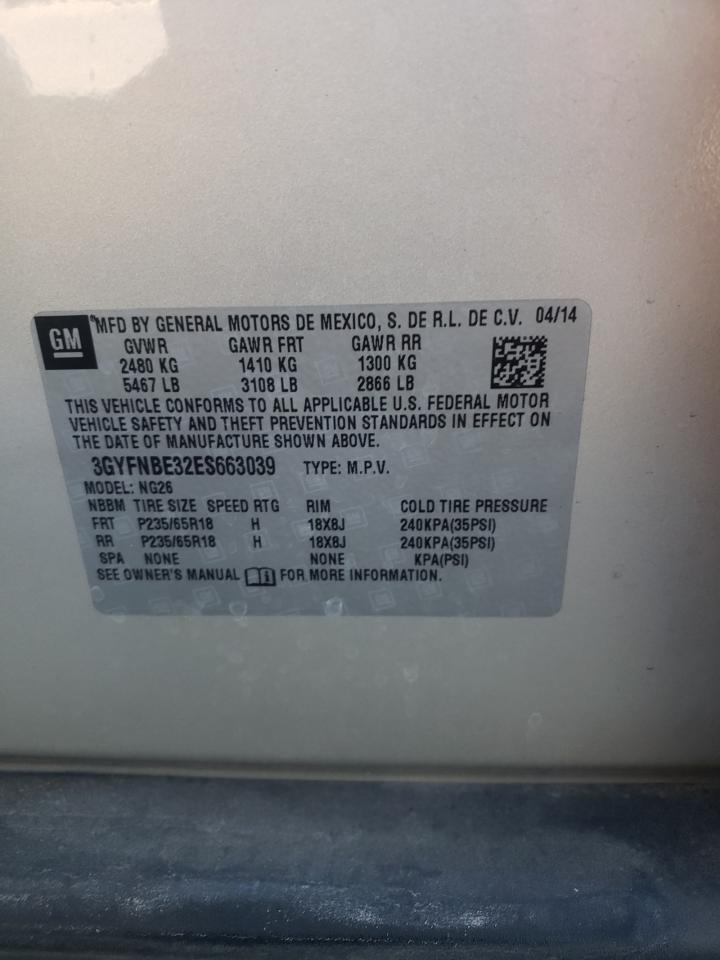 GM
MFD BY GENERAL MOTORS DE MEXICO, S. DE R.L. DE C.V. 04/14
GVWR GAWR FRT GAWR RR
2480 KG 1410 KG 1300 KG
5467 LB 3108 LB 2866 LB
THIS VEHICLE CONFORMS TO ALL APPLICABLE U.S. FEDERAL MOTOR
VEHICLE SAFETY AND THEFT PREVENTION STANDARDS IN EFFECT ON
THE DATE OF MANUFACTURE SHOWN ABOVE.
3GYFNBE32ES663039 TYPE: M.P.V.
MODEL: NG26
NBBM TIRE SIZE SPEED RTG RIM COLD TIRE PRESSURE
FRT P235/65R18 H 18X8J 240KPA(35PSI)
RR P235/65R18 H 18X8J 240KPA(35PSI)
SPA NONE NONE KPA(PSI)
SEE OWNER'S MANUAL FOR MORE INFORMATION.